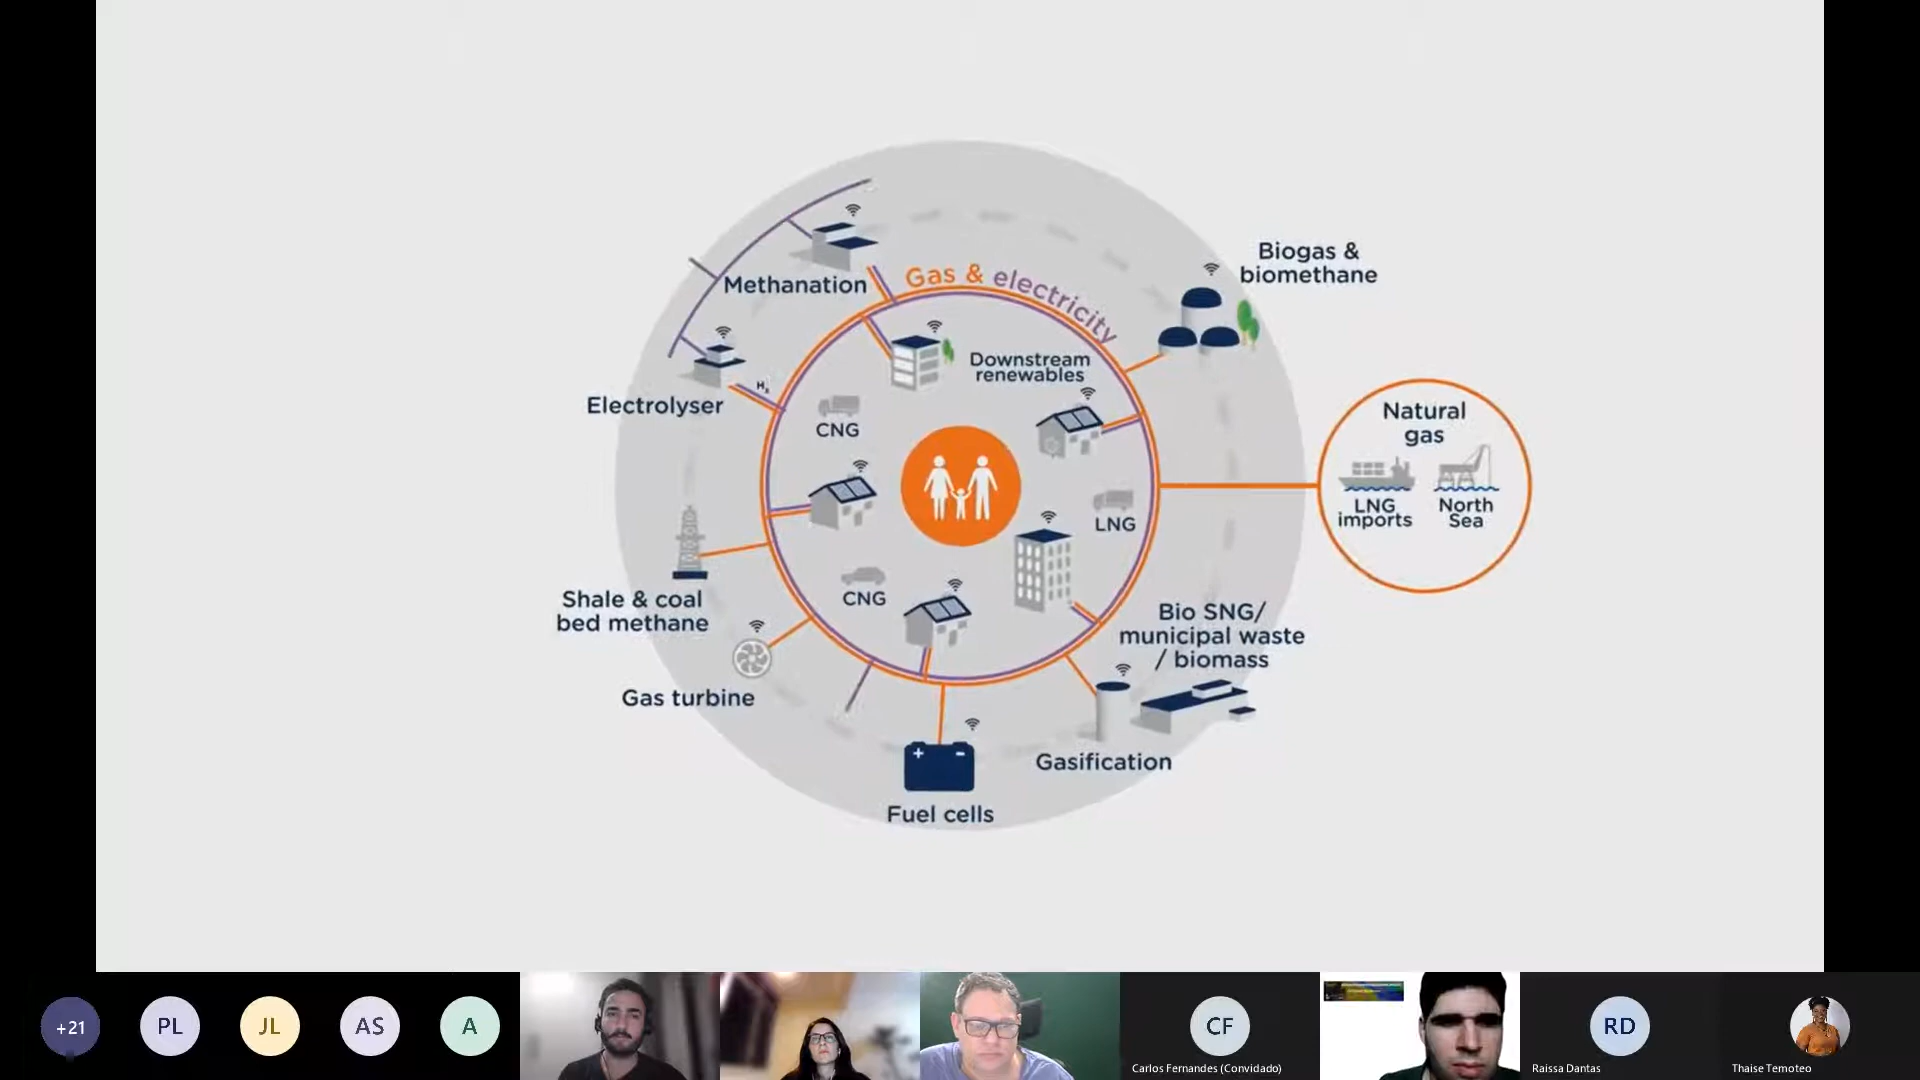 Gas & electricity
Methanation
Biogas &
biomethane
Downstream
renewables
H₂
Electrolyser
CNG
Natural
gas
LNG
imports
North
Sea
LNG
CNG
Shale & coal
bed methane
Bio SNG/
municipal waste
/ biomass
Gas turbine
+ -
Gasification
Fuel cells
+21
PL
JL
AS
A
CF
Carlos Fernandes (Convidado)
RD
Raissa Dantas
Thaise Temoteo